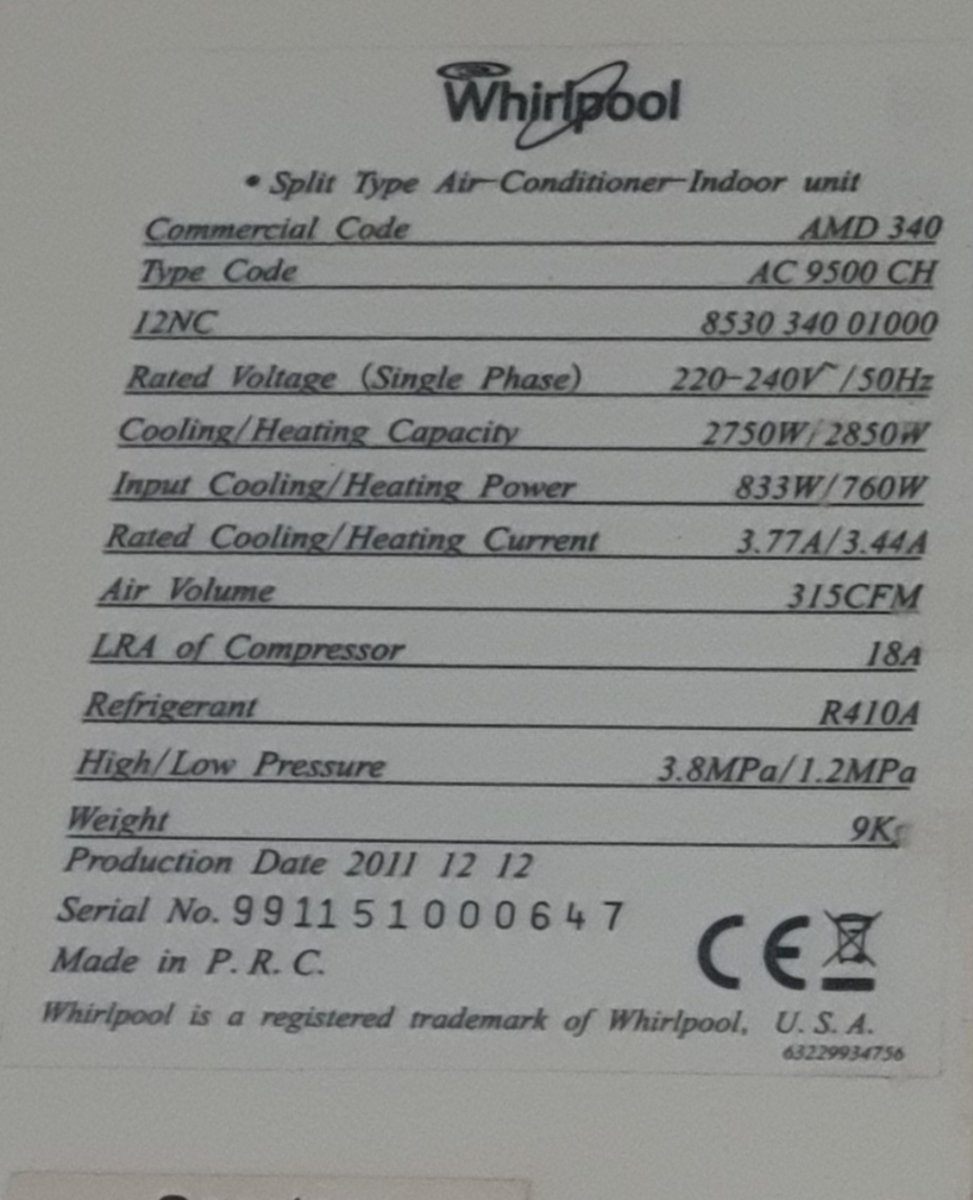 Whirlpool
• Split Type Air-Conditioner-Indoor unit
Commercial Code AMD 340
Type Code AC 9500 CH
12NC 8530 340 01000
Rated Voltage (Single Phase) 220-240V~/50Hz
Cooling/Heating Capacity 2750W/2850W
Input Cooling/Heating Power 833W/760W
Rated Cooling/Heating Current 3.77A/3.44A
Air Volume 315CFM
LRA of Compressor 18A
Refrigerant R410A
High/Low Pressure 3.8MPa/1.2MPa
Weight 9Kg
Production Date 2011 12 12
Serial No. 991151000647
Made in P.R.C. CE
Whirlpool is a registered trademark of Whirlpool, U.S.A.
63229934756